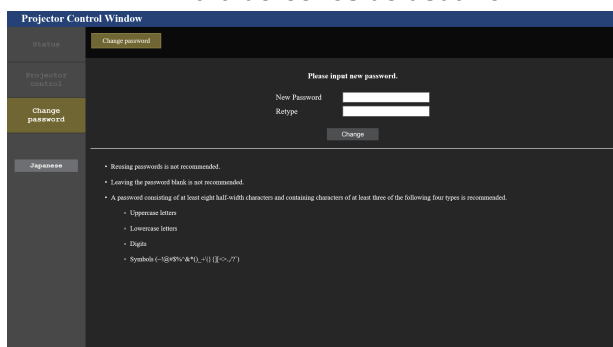 Projector Control Window
Status
Change password
Projector
control
Please input new password.
New Password
Change
password
Retype
Change
Japanese
• Reusing passwords is not recommended.
• Leaving the password blank is not recommended.
• A password consisting of at least eight half-width characters and containing characters of at least three of the following four types is recommended.
◦ Uppercase letters
◦ Lowercase letters
◦ Digits
◦ Symbols